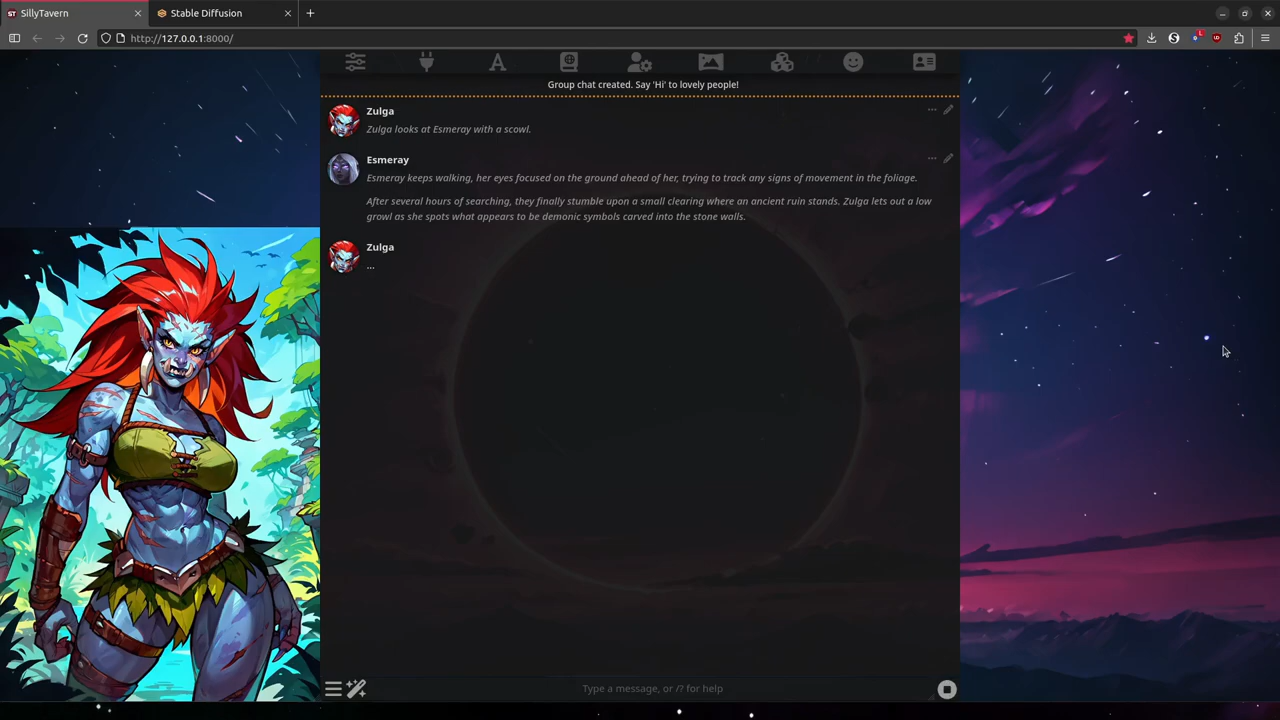 SillyTavern
Stable Diffusion
http://127.0.0.1:8000/
Group chat created. Say 'Hi' to lovely people!
Zulga
Zulga looks at Esmeray with a scowl.
Esmeray
Esmeray keeps walking, her eyes focused on the ground ahead of her, trying to track any signs of movement in the foliage.
After several hours of searching, they finally stumble upon a small clearing where an ancient ruin stands. Zulga lets out a low
growl as she spots what appears to be demonic symbols carved into the stone walls.
Zulga
...
Type a message, or /? for help